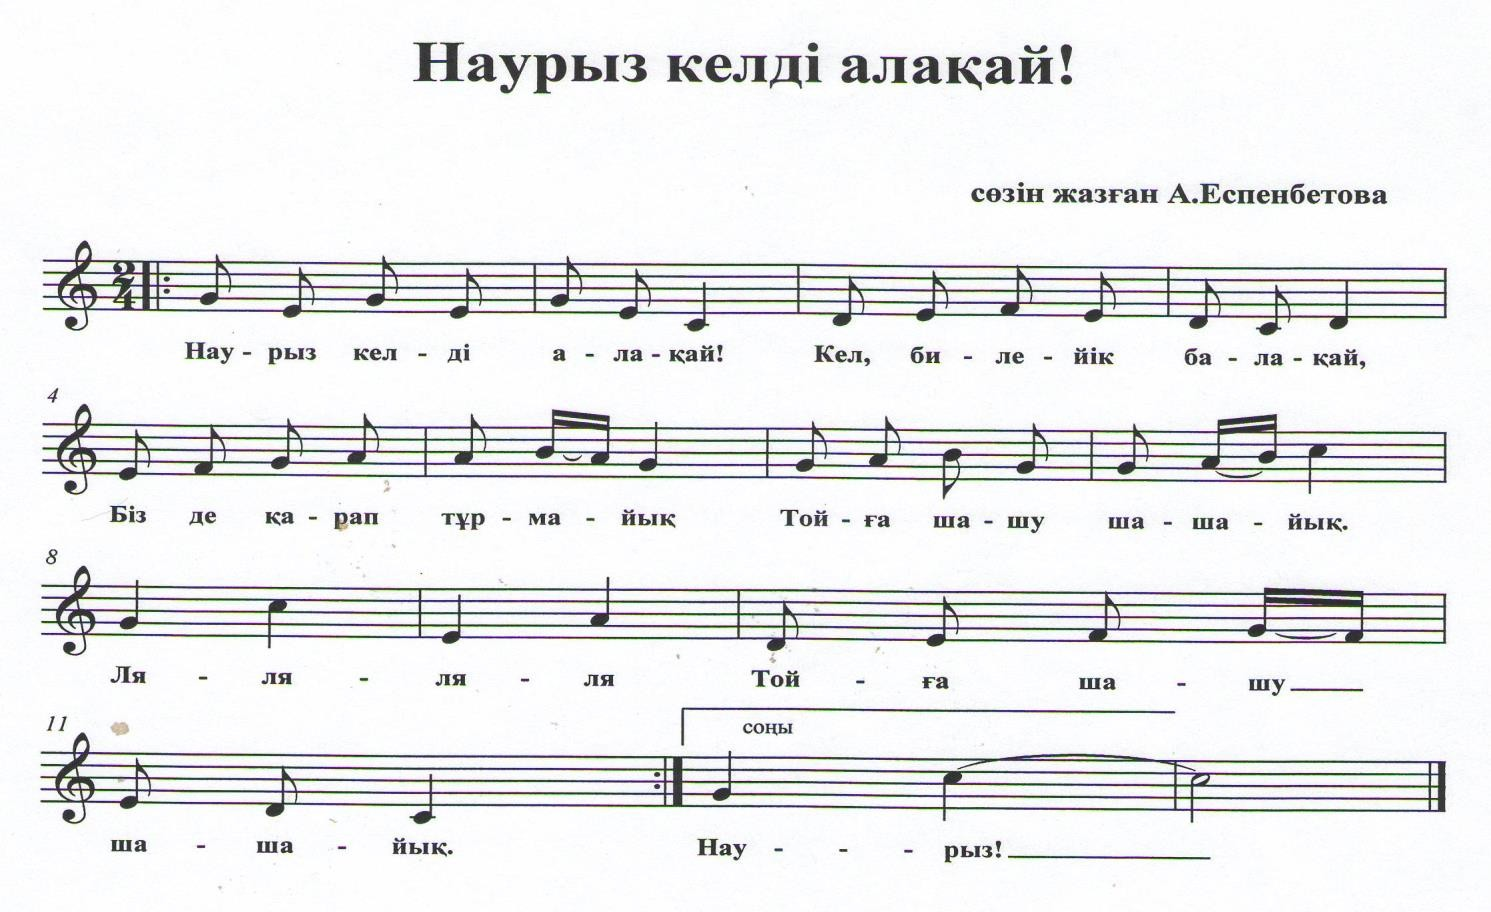 Наурыз келді алақай!
сөзін жазған А.Еспенбетова
2
4
Нау - рыз кел - ді а - ла - қай! Кел, би - ле - йік ба - ла - қай,
4
Біз де қа - рап тұр - ма - йық Той - ға ша - шу ша - ша - йық.
8
Ля - ля - ля - ля Той - ға ша - шу
11
соңы
ша - ша - йық. Нау - - - рыз!